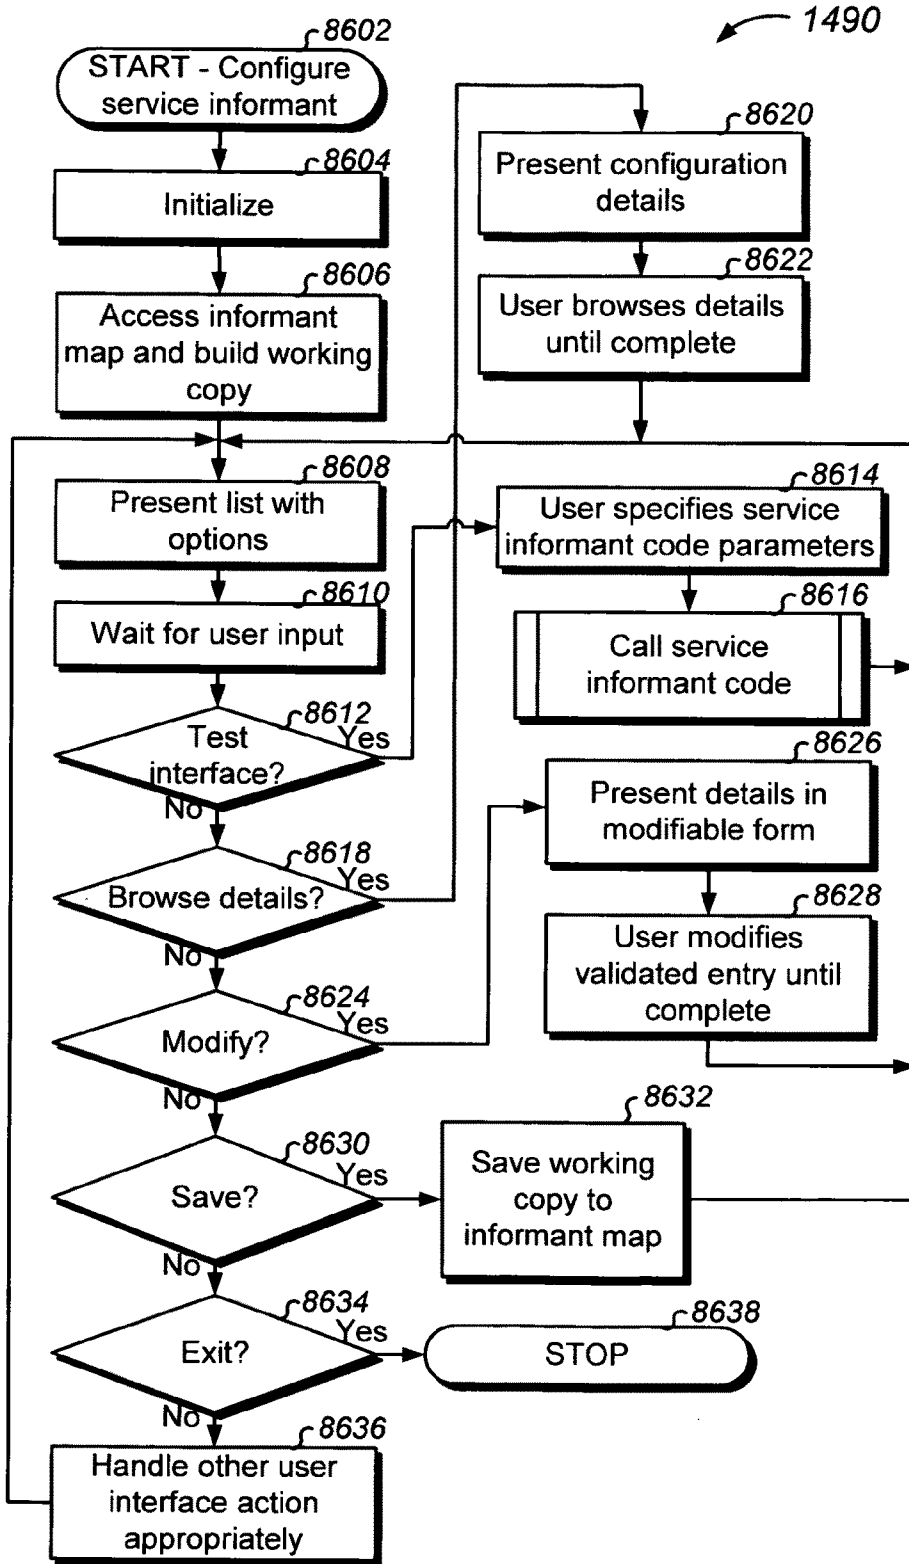 1490
8602
START - Configure
service informant
8604
Initialize
8606
Access informant
map and build working
copy
8608
Present list with
options
8610
Wait for user input
8612
Test
interface?
Yes
No
8614
User specifies service
informant code parameters
8616
Call service
informant code
8618
Browse details?
Yes
No
8620
Present configuration
details
8622
User browses details
until complete
8624
Modify?
Yes
No
8626
Present details in
modifiable form
8628
User modifies
validated entry until
complete
8630
Save?
Yes
No
8632
Save working
copy to
informant map
8634
Exit?
Yes
No
8638
STOP
8636
Handle other user
interface action
appropriately